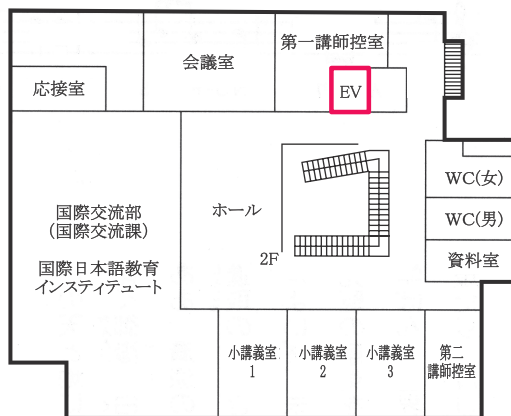 第一講師控室
会議室
応接室
EV
WC(女)
WC(男)
資料室
ホール
2F
国際交流部
(国際交流課)
国際日本語教育
インスティテュート
小講義室
1
小講義室
2
小講義室
3
第二
講師控室